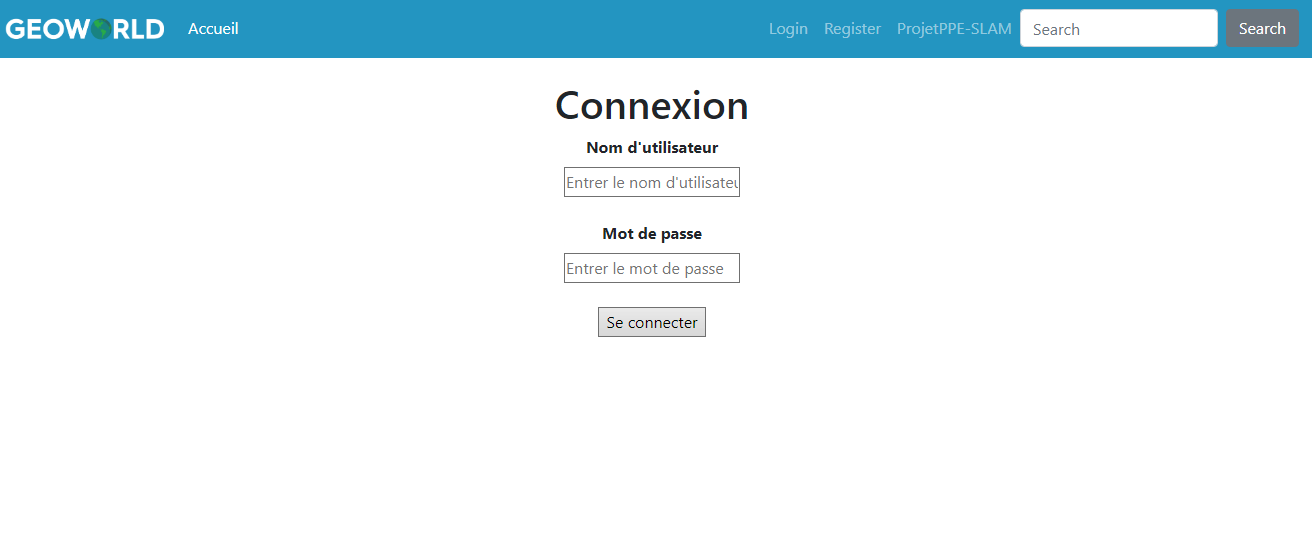 GEOWORLD Accueil Login Register ProjetPPE-SLAM Search Search
Connexion
Nom d'utilisateur
Entrer le nom d'utilisateu
Mot de passe
Entrer le mot de passe
Se connecter